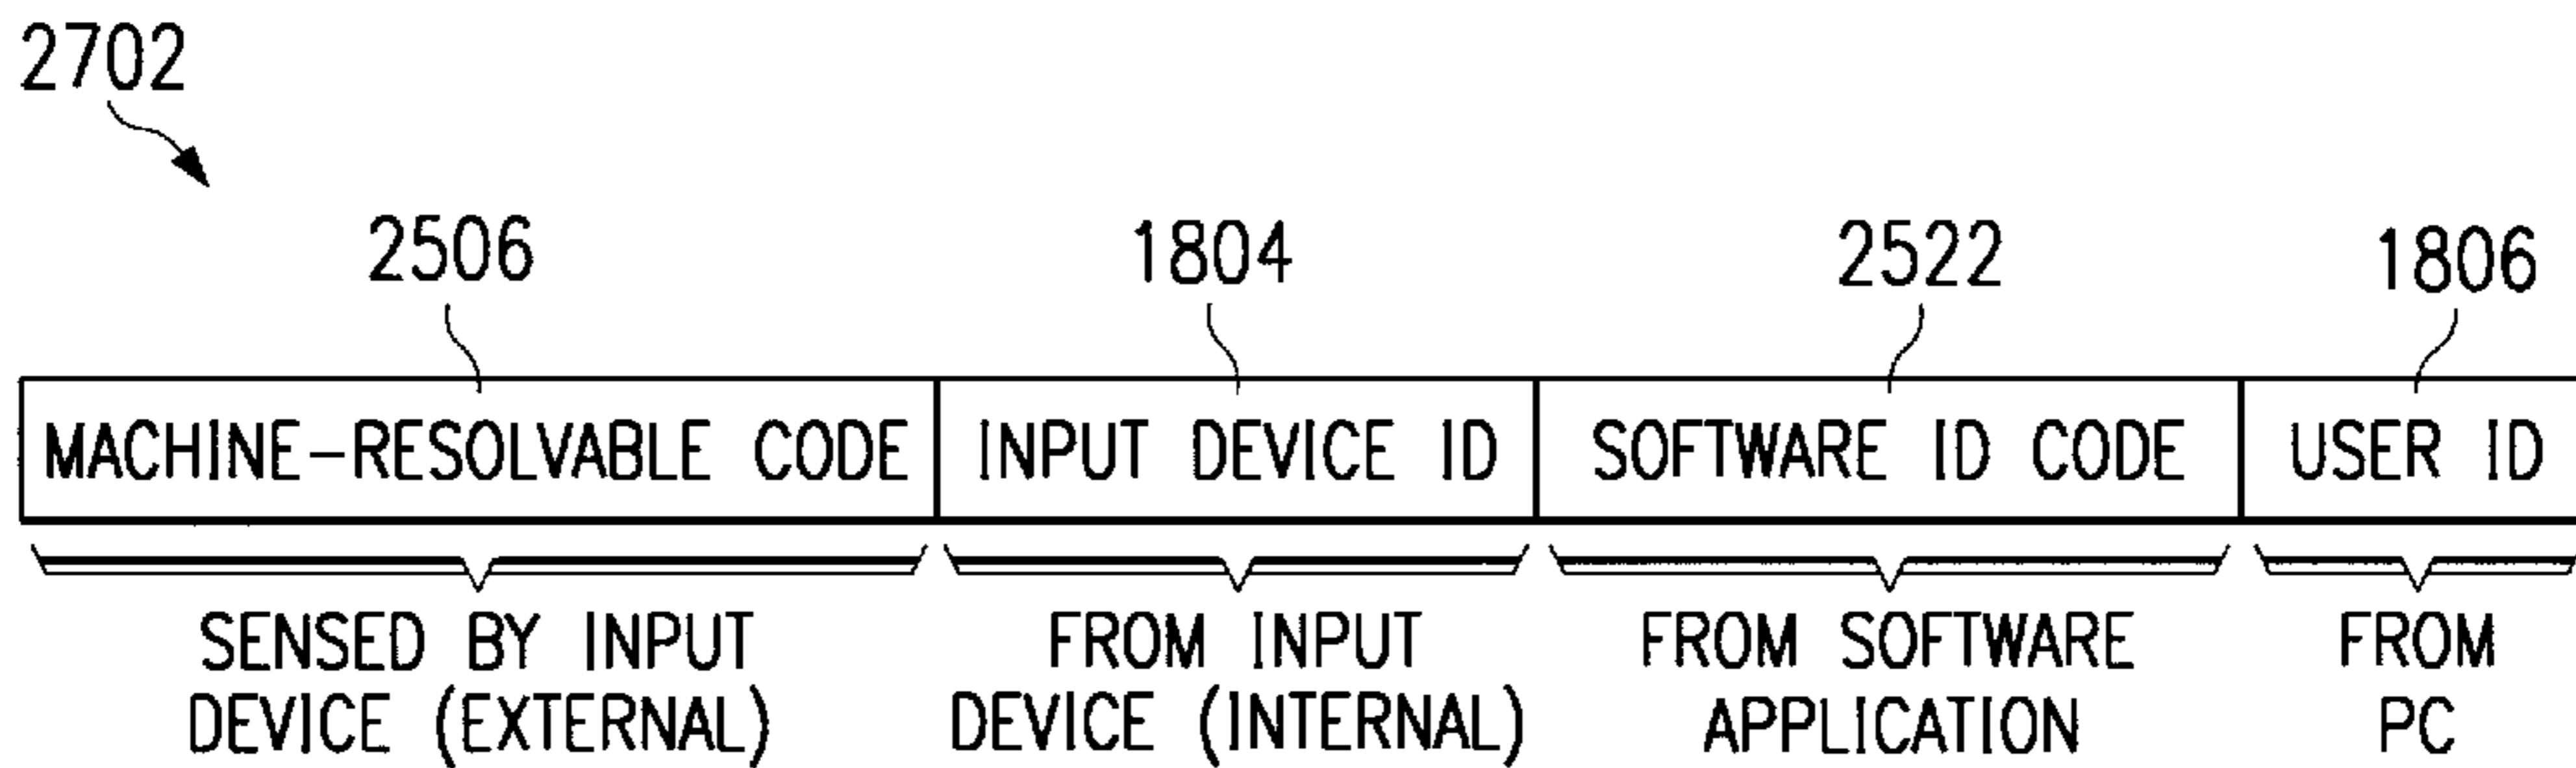 2702
2506 1804 2522 1806
MACHINE-RESOLVABLE CODE INPUT DEVICE ID SOFTWARE ID CODE USER ID
SENSED BY INPUT FROM INPUT FROM SOFTWARE FROM
DEVICE (EXTERNAL) DEVICE (INTERNAL) APPLICATION PC